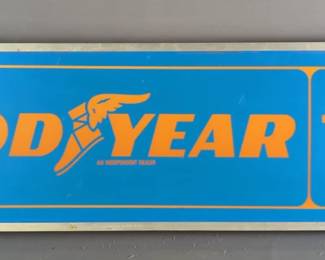 OD YEAR
AN INDEPENDENT DEALER